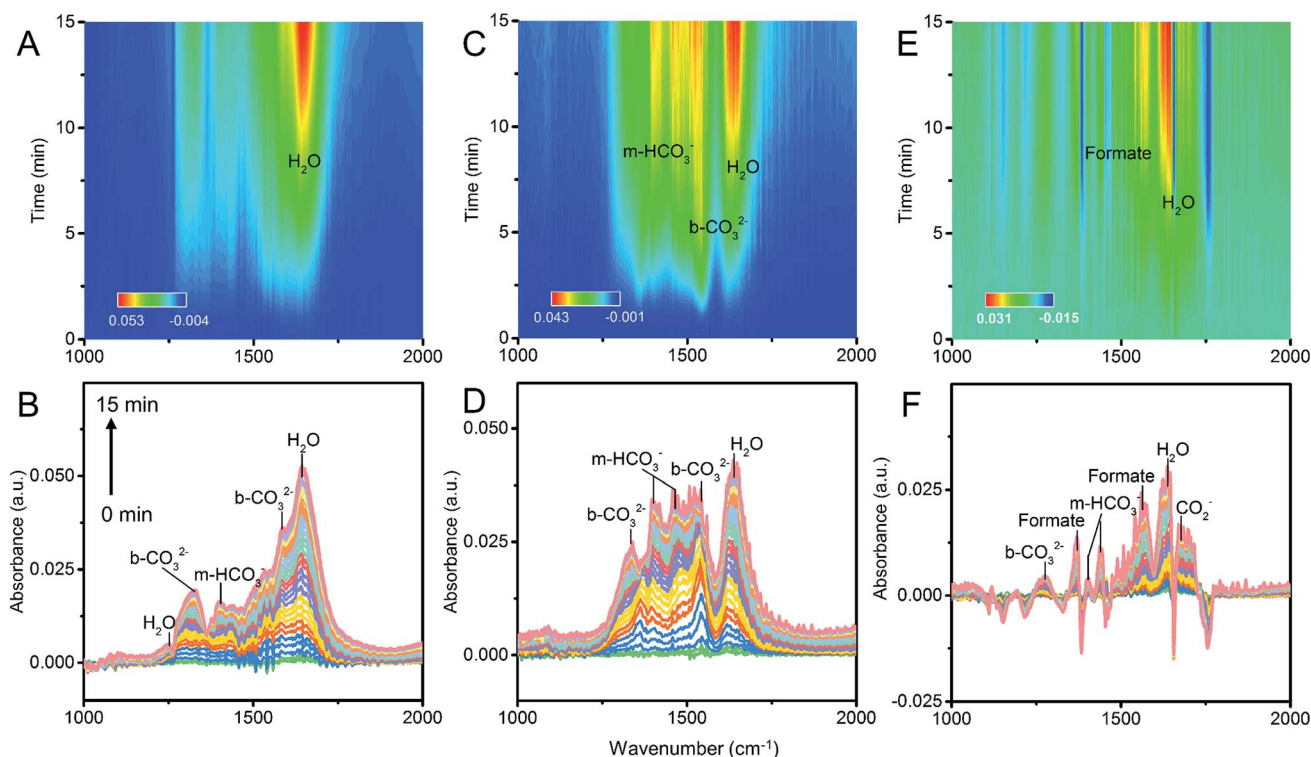 A
Time (min)
15
10
5
0
H₂O
0.053 -0.004
1000 1500 2000
C
Time (min)
15
10
5
0
m-HCO₃⁻
H₂O
b-CO₃²⁻
0.043 -0.001
1000 1500 2000
E
Time (min)
15
10
5
0
Formate
H₂O
0.031 -0.015
1000 1500 2000
B
Absorbance (a.u.)
0.050
0.025
0.000
15 min
0 min
H₂O
b-CO₃²⁻
b-CO₃²⁻
m-HCO₃⁻
H₂O
1000 1500 2000
D
Absorbance (a.u.)
0.050
0.025
0.000
m-HCO₃⁻
b-CO₃²⁻
H₂O
b-CO₃²⁻
1000 1500 2000
Wavenumber (cm⁻¹)
F
Absorbance (a.u.)
0.025
0.000
-0.025
H₂O
Formate
m-HCO₃⁻
CO₂⁻
Formate
b-CO₃²⁻
1000 1500 2000